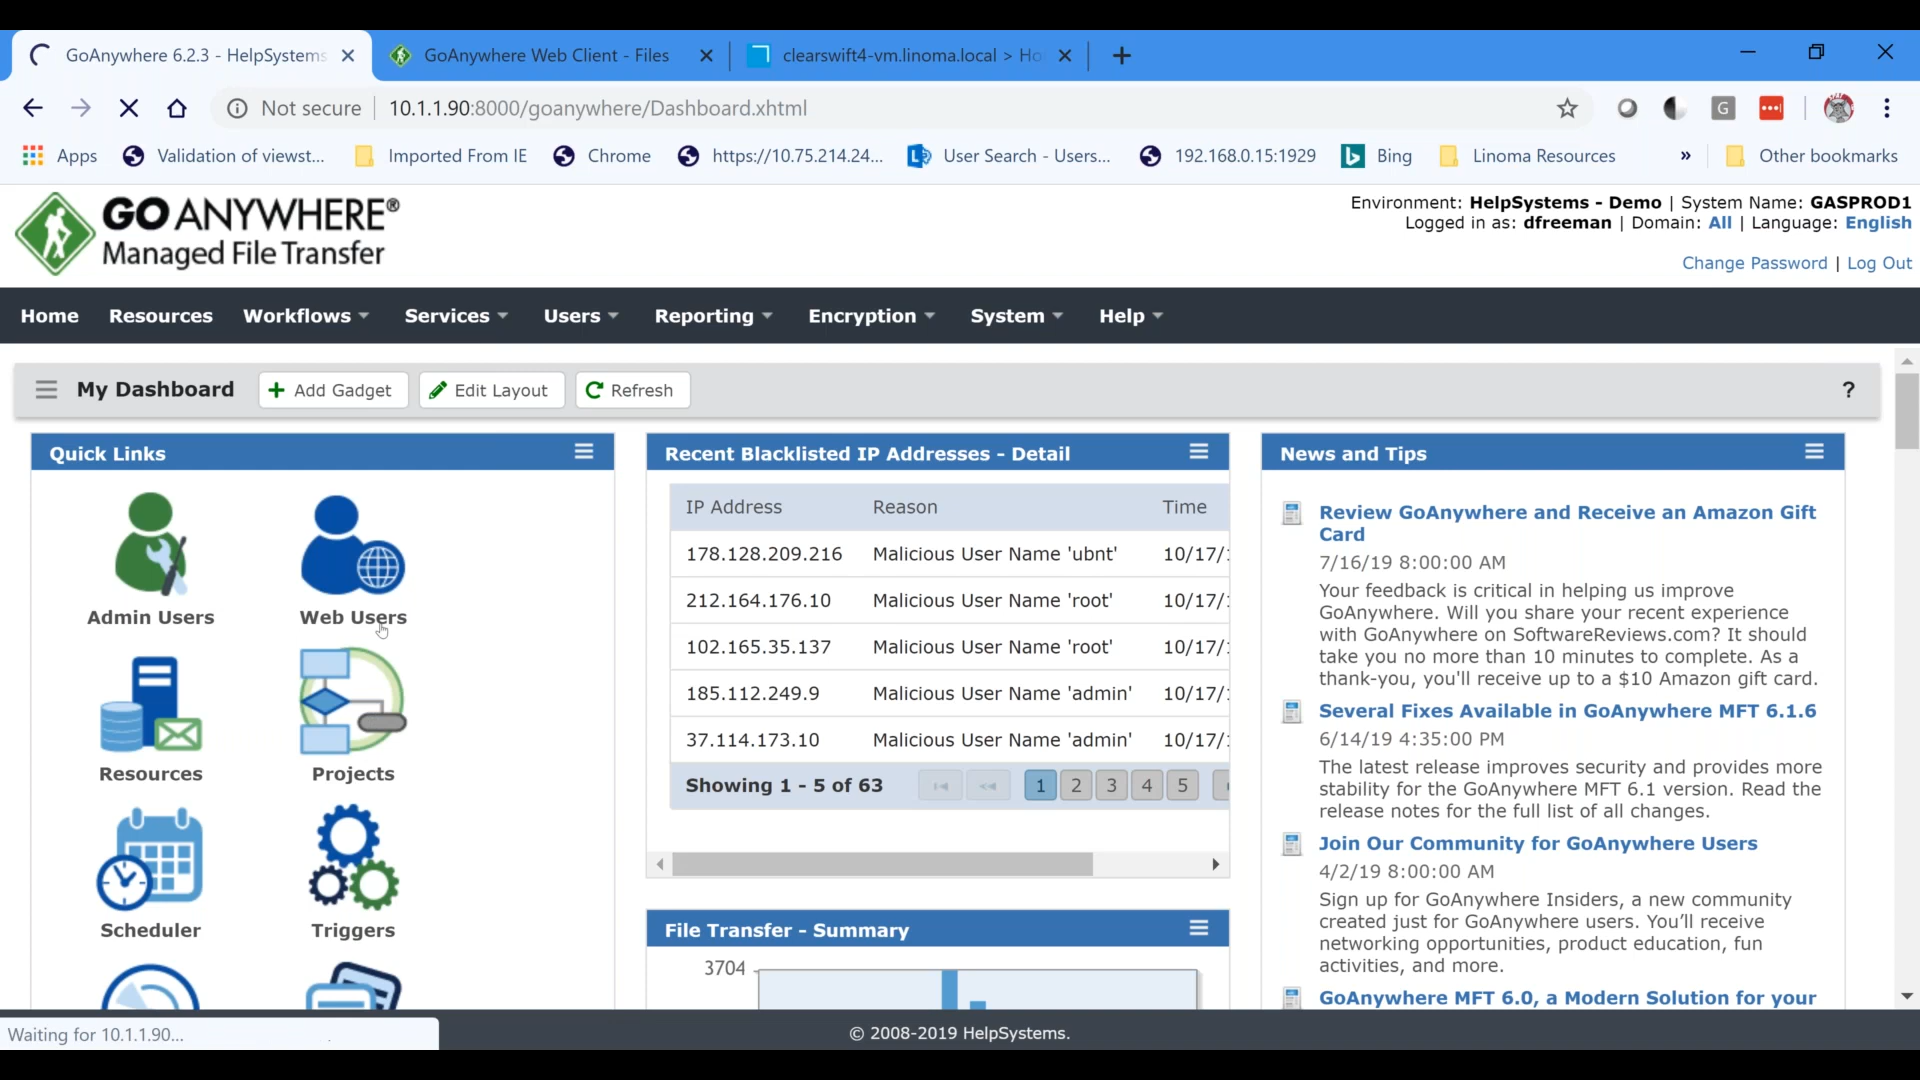 GoAnywhere 6.2.3 - HelpSystems
GoAnywhere Web Client - Files
clearswift4-vm.linoma.local > Ho
Not secure
10.1.1.90:8000/goanywhere/Dashboard.xhtml
G
Apps
Validation of viewst...
Imported From IE
Chrome
https://10.75.214.24...
User Search - Users...
192.168.0.15:1929
Bing
Linoma Resources
»
Other bookmarks
GO ANYWHERE®
Managed File Transfer
Environment: HelpSystems - Demo | System Name: GASPROD1
Logged in as: dfreeman | Domain: All | Language: English
Change Password | Log Out
Home
Resources
Workflows
Services
Users
Reporting
Encryption
System
Help
My Dashboard
Add Gadget
Edit Layout
Refresh
?
Quick Links
Admin Users
Web Users
Resources
Projects
Scheduler
Triggers
Recent Blacklisted IP Addresses - Detail
IP Address Reason Time
178.128.209.216 Malicious User Name 'ubnt' 10/17/
212.164.176.10 Malicious User Name 'root' 10/17/
102.165.35.137 Malicious User Name 'root' 10/17/
185.112.249.9 Malicious User Name 'admin' 10/17/
37.114.173.10 Malicious User Name 'admin' 10/17/
Showing 1 - 5 of 63
1 2 3 4 5
File Transfer - Summary
3704
News and Tips
Review GoAnywhere and Receive an Amazon Gift
Card
7/16/19 8:00:00 AM
Your feedback is critical in helping us improve
GoAnywhere. Will you share your recent experience
with GoAnywhere on SoftwareReviews.com? It should
take you no more than 10 minutes to complete. As a
thank-you, you'll receive up to a $10 Amazon gift card.
Several Fixes Available in GoAnywhere MFT 6.1.6
6/14/19 4:35:00 PM
The latest release improves security and provides more
stability for the GoAnywhere MFT 6.1 version. Read the
release notes for the full list of all changes.
Join Our Community for GoAnywhere Users
4/2/19 8:00:00 AM
Sign up for GoAnywhere Insiders, a new community
created just for GoAnywhere users. You’ll receive
networking opportunities, product education, fun
activities, and more.
GoAnywhere MFT 6.0, a Modern Solution for your
Waiting for 10.1.1.90...
© 2008-2019 HelpSystems.